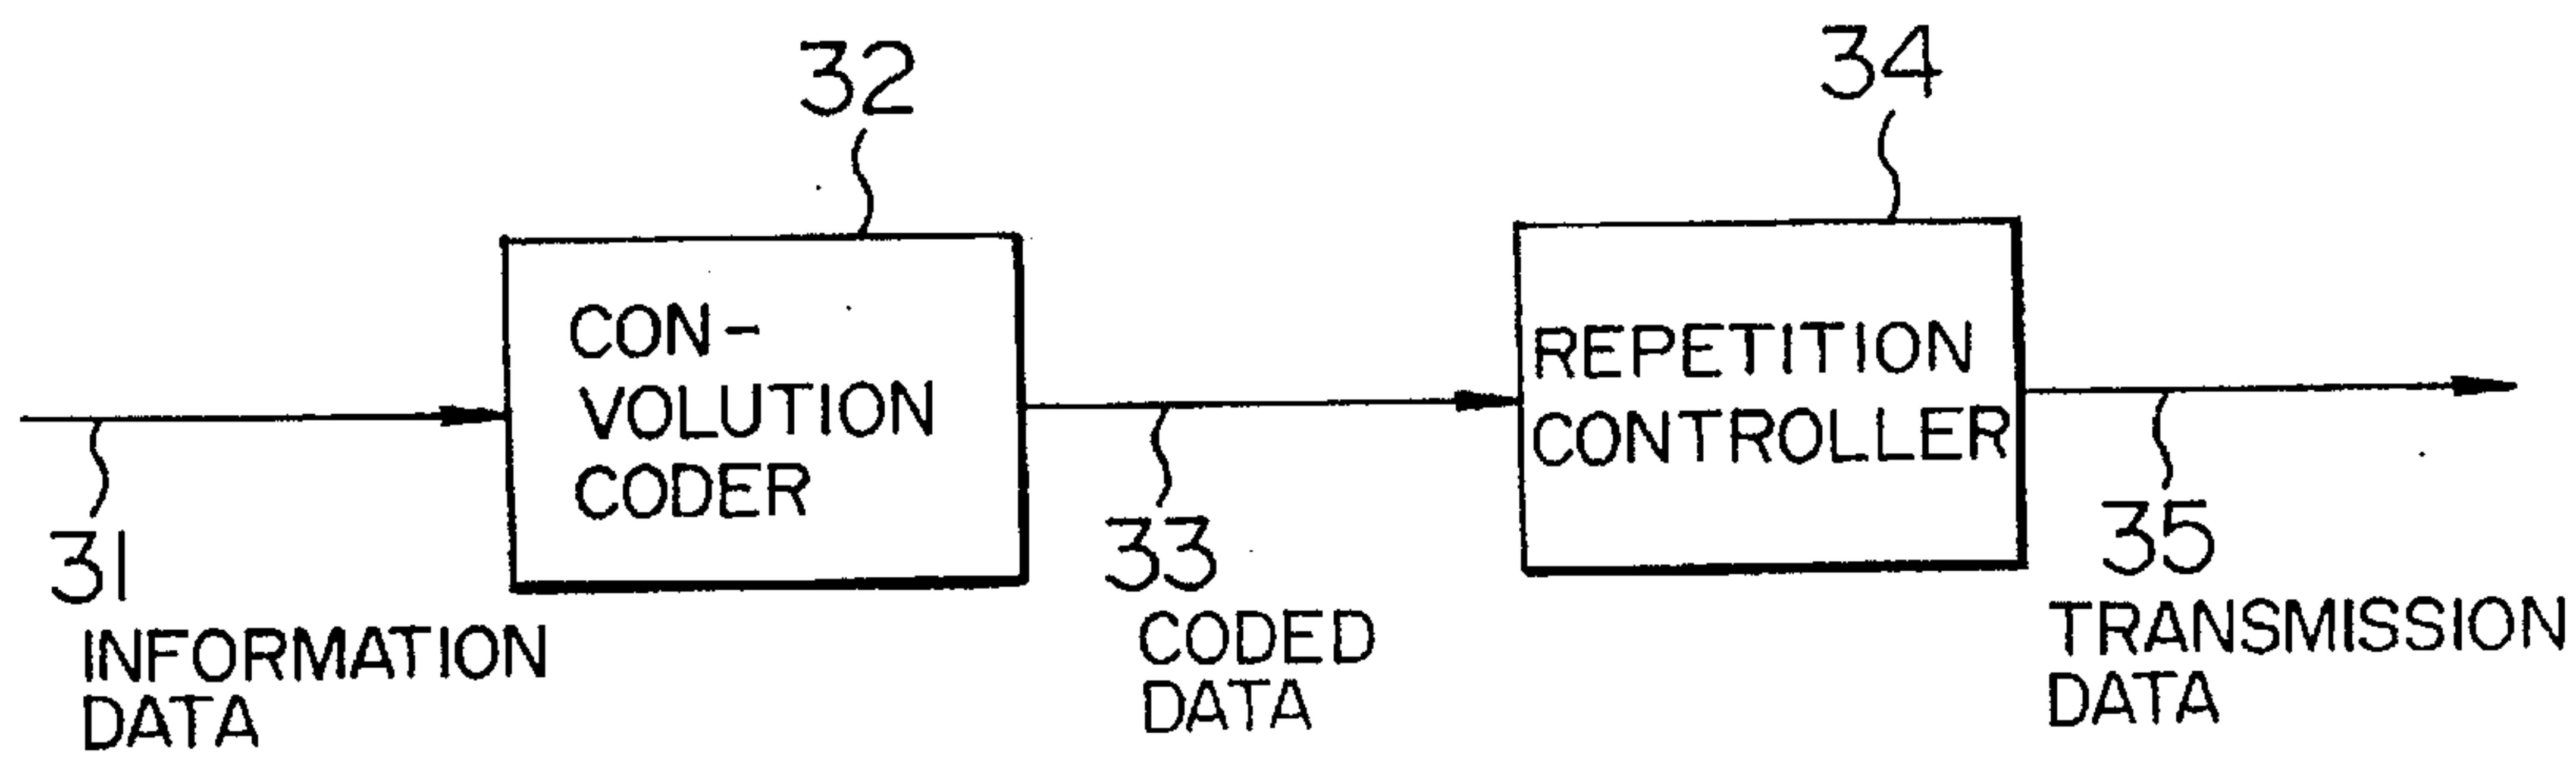 32
34
CON-
VOLUTION
CODER
REPETITION
CONTROLLER
31
INFORMATION
DATA
33
CODED
DATA
35
TRANSMISSION
DATA